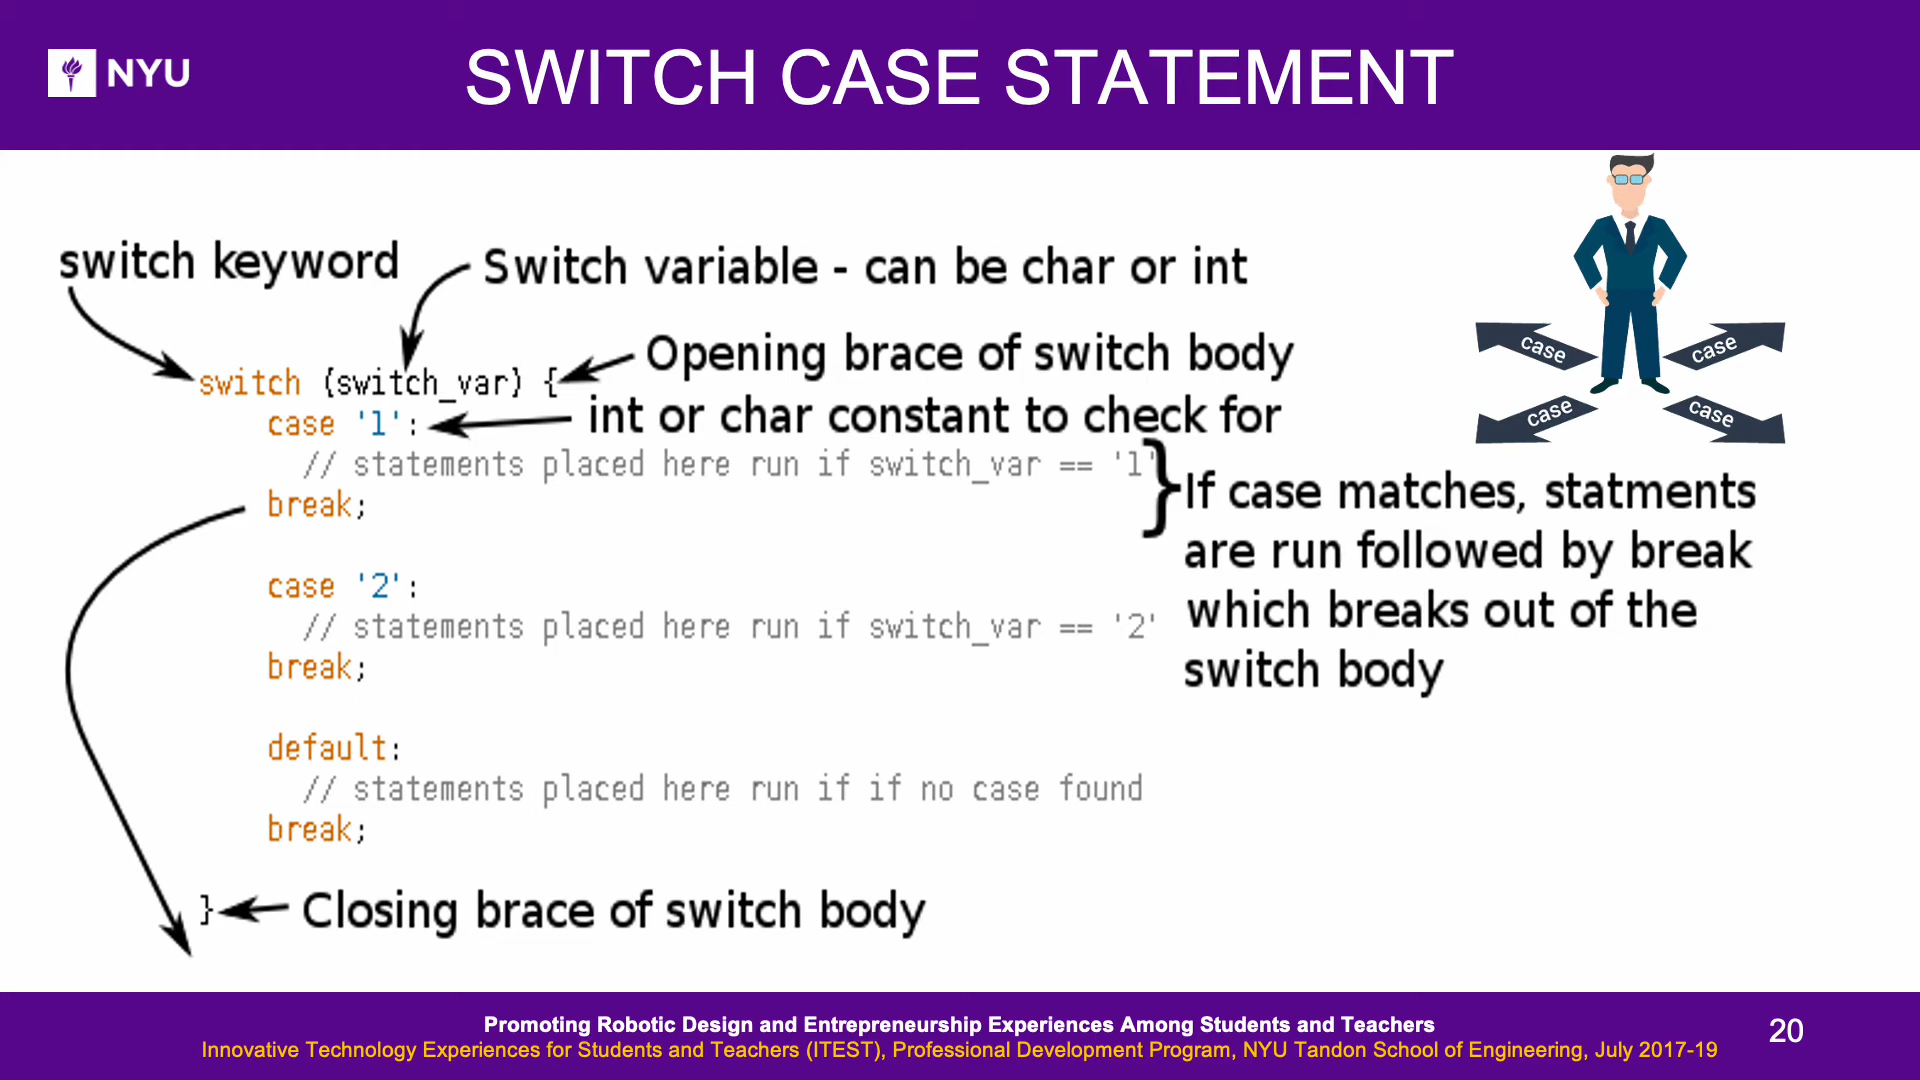 NYU
SWITCH CASE STATEMENT
switch keyword
Switch variable - can be char or int
Opening brace of switch body
switch (switch_var) {
case '1':
int or char constant to check for
// statements placed here run if switch_var == '1'
break;
}If case matches, statments
are run followed by break
which breaks out of the
switch body
case '2':
// statements placed here run if switch_var == '2'
break;
default:
// statements placed here run if if no case found
break;
}
Closing brace of switch body
case
case
case
case
Promoting Robotic Design and Entrepreneurship Experiences Among Students and Teachers
Innovative Technology Experiences for Students and Teachers (ITEST), Professional Development Program, NYU Tandon School of Engineering, July 2017-19
20